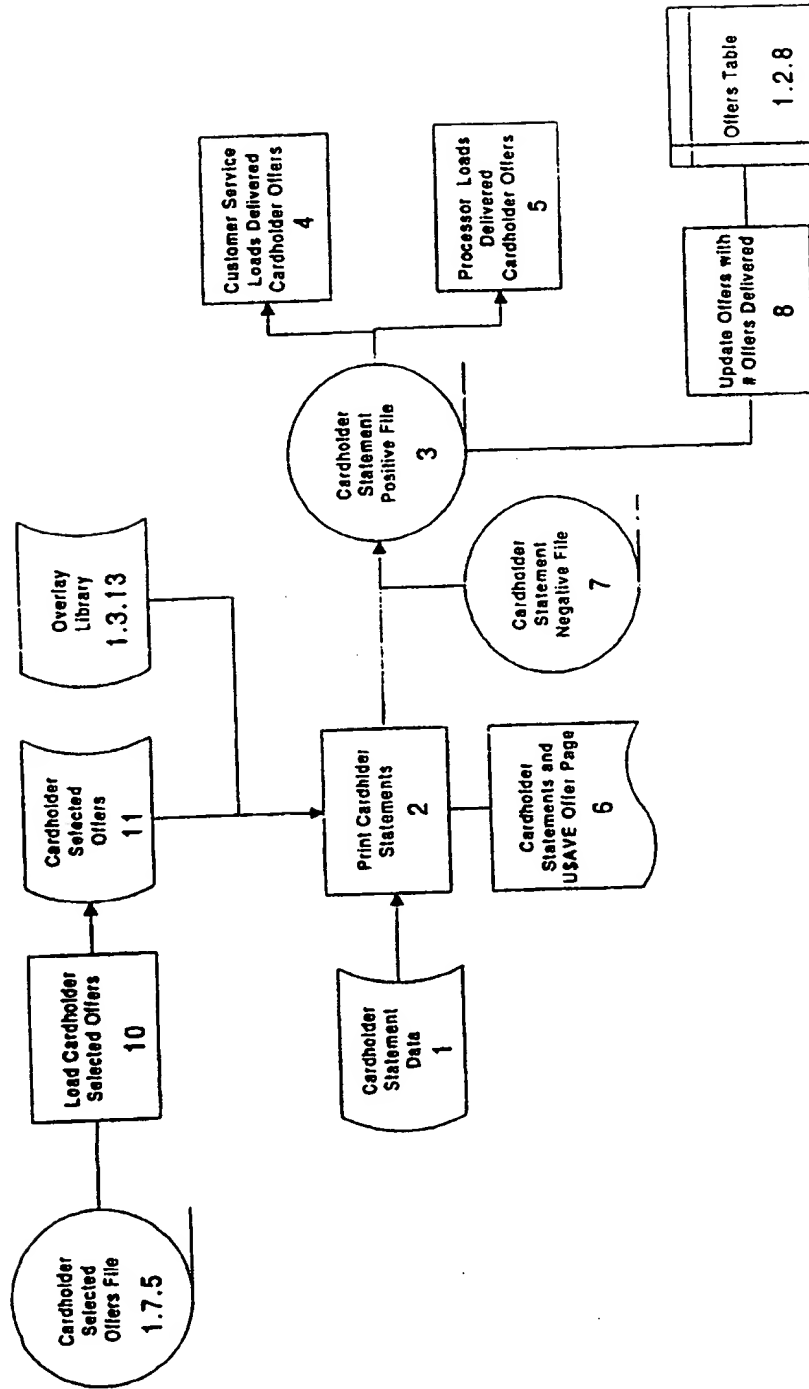 Cardholder
Selected
Offers File
1.7.5
Load Cardholder
Selected Offers
10
Cardholder
Selected
Offers
11
Overlay
Library
1.3.13
Cardholder
Statement
Data
1
Print Cardhlder
Statements
2
Cardholder
Statements and
U$AVE Offer Page
6
Cardholder
Statement
Positive File
3
Cardholder
Statement
Negative File
7
Customer Service
Loads Delivered
Cardholder Offers
4
Processor Loads
Delivered
Cardholder Offers
5
Update Offers with
# Offers Delivered
8
Offers Table
1.2.8